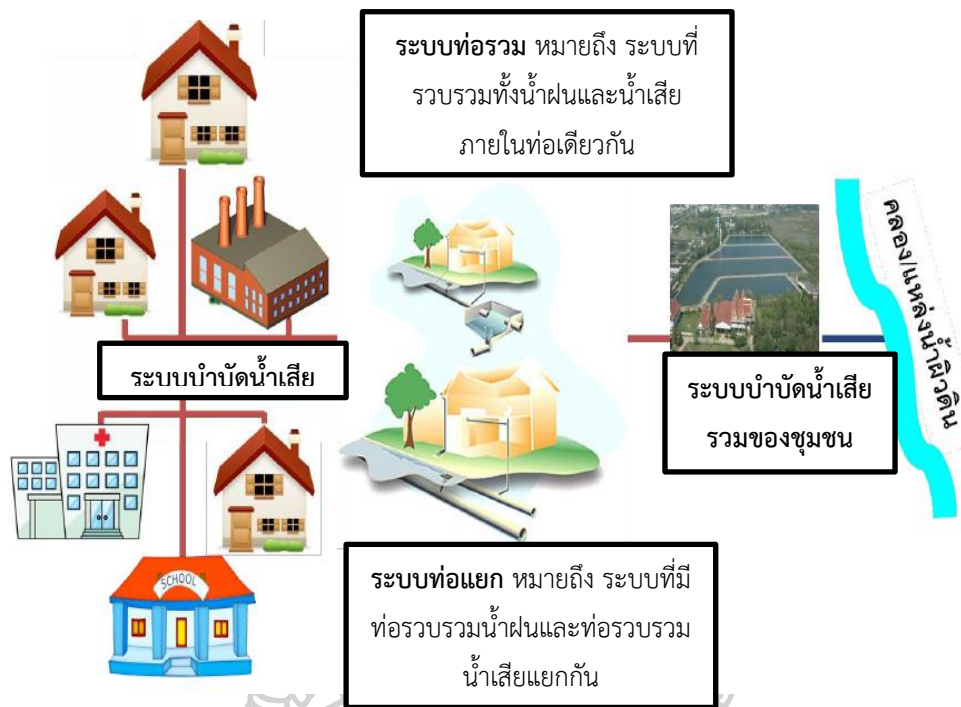 ระบบท่อรวม หมายถึง ระบบที่
รวบรวมทั้งน้ำฝนและน้ำเสีย
ภายในท่อเดียวกัน
คลอง/แหล่งน้ำผิวดิน
ระบบบำบัดน้ำเสีย
ระบบบำบัดน้ำเสีย
รวมของชุมชน
SCHOOL
ระบบท่อแยก หมายถึง ระบบที่มี
ท่อรวบรวมน้ำฝนและท่อรวบรวม
น้ำเสียแยกกัน